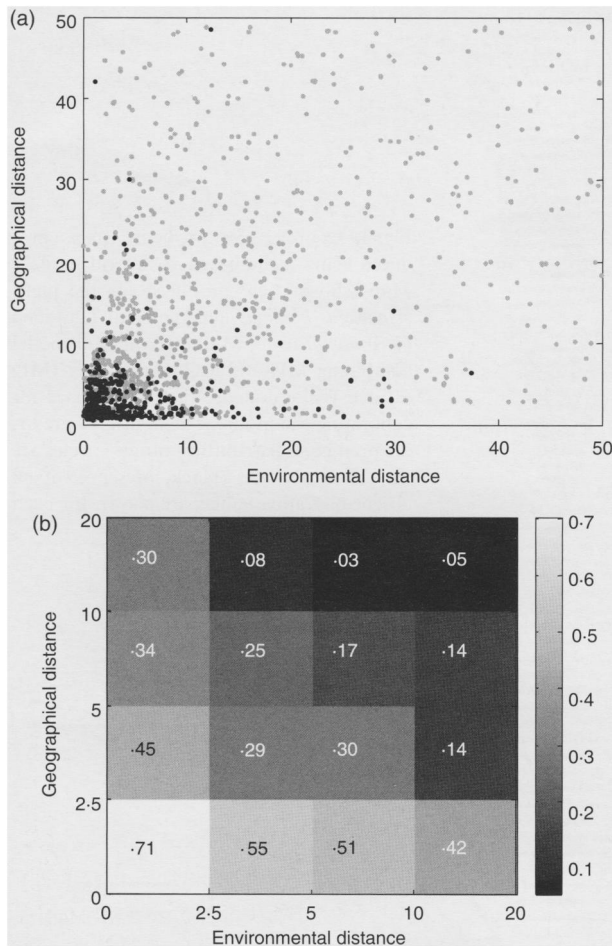 (a)
50
40
30
20
10
0
Geographical distance
0 10 20 30 40 50
Environmental distance
(b)
20
10
5
2·5
0
Geographical distance
·30 ·08 ·03 ·05
·34 ·25 ·17 ·14
·45 ·29 ·30 ·14
·71 ·55 ·51 ·42
0 2·5 5 10 20
Environmental distance
0·7
0·6
0·5
0·4
0·3
0·2
0.1